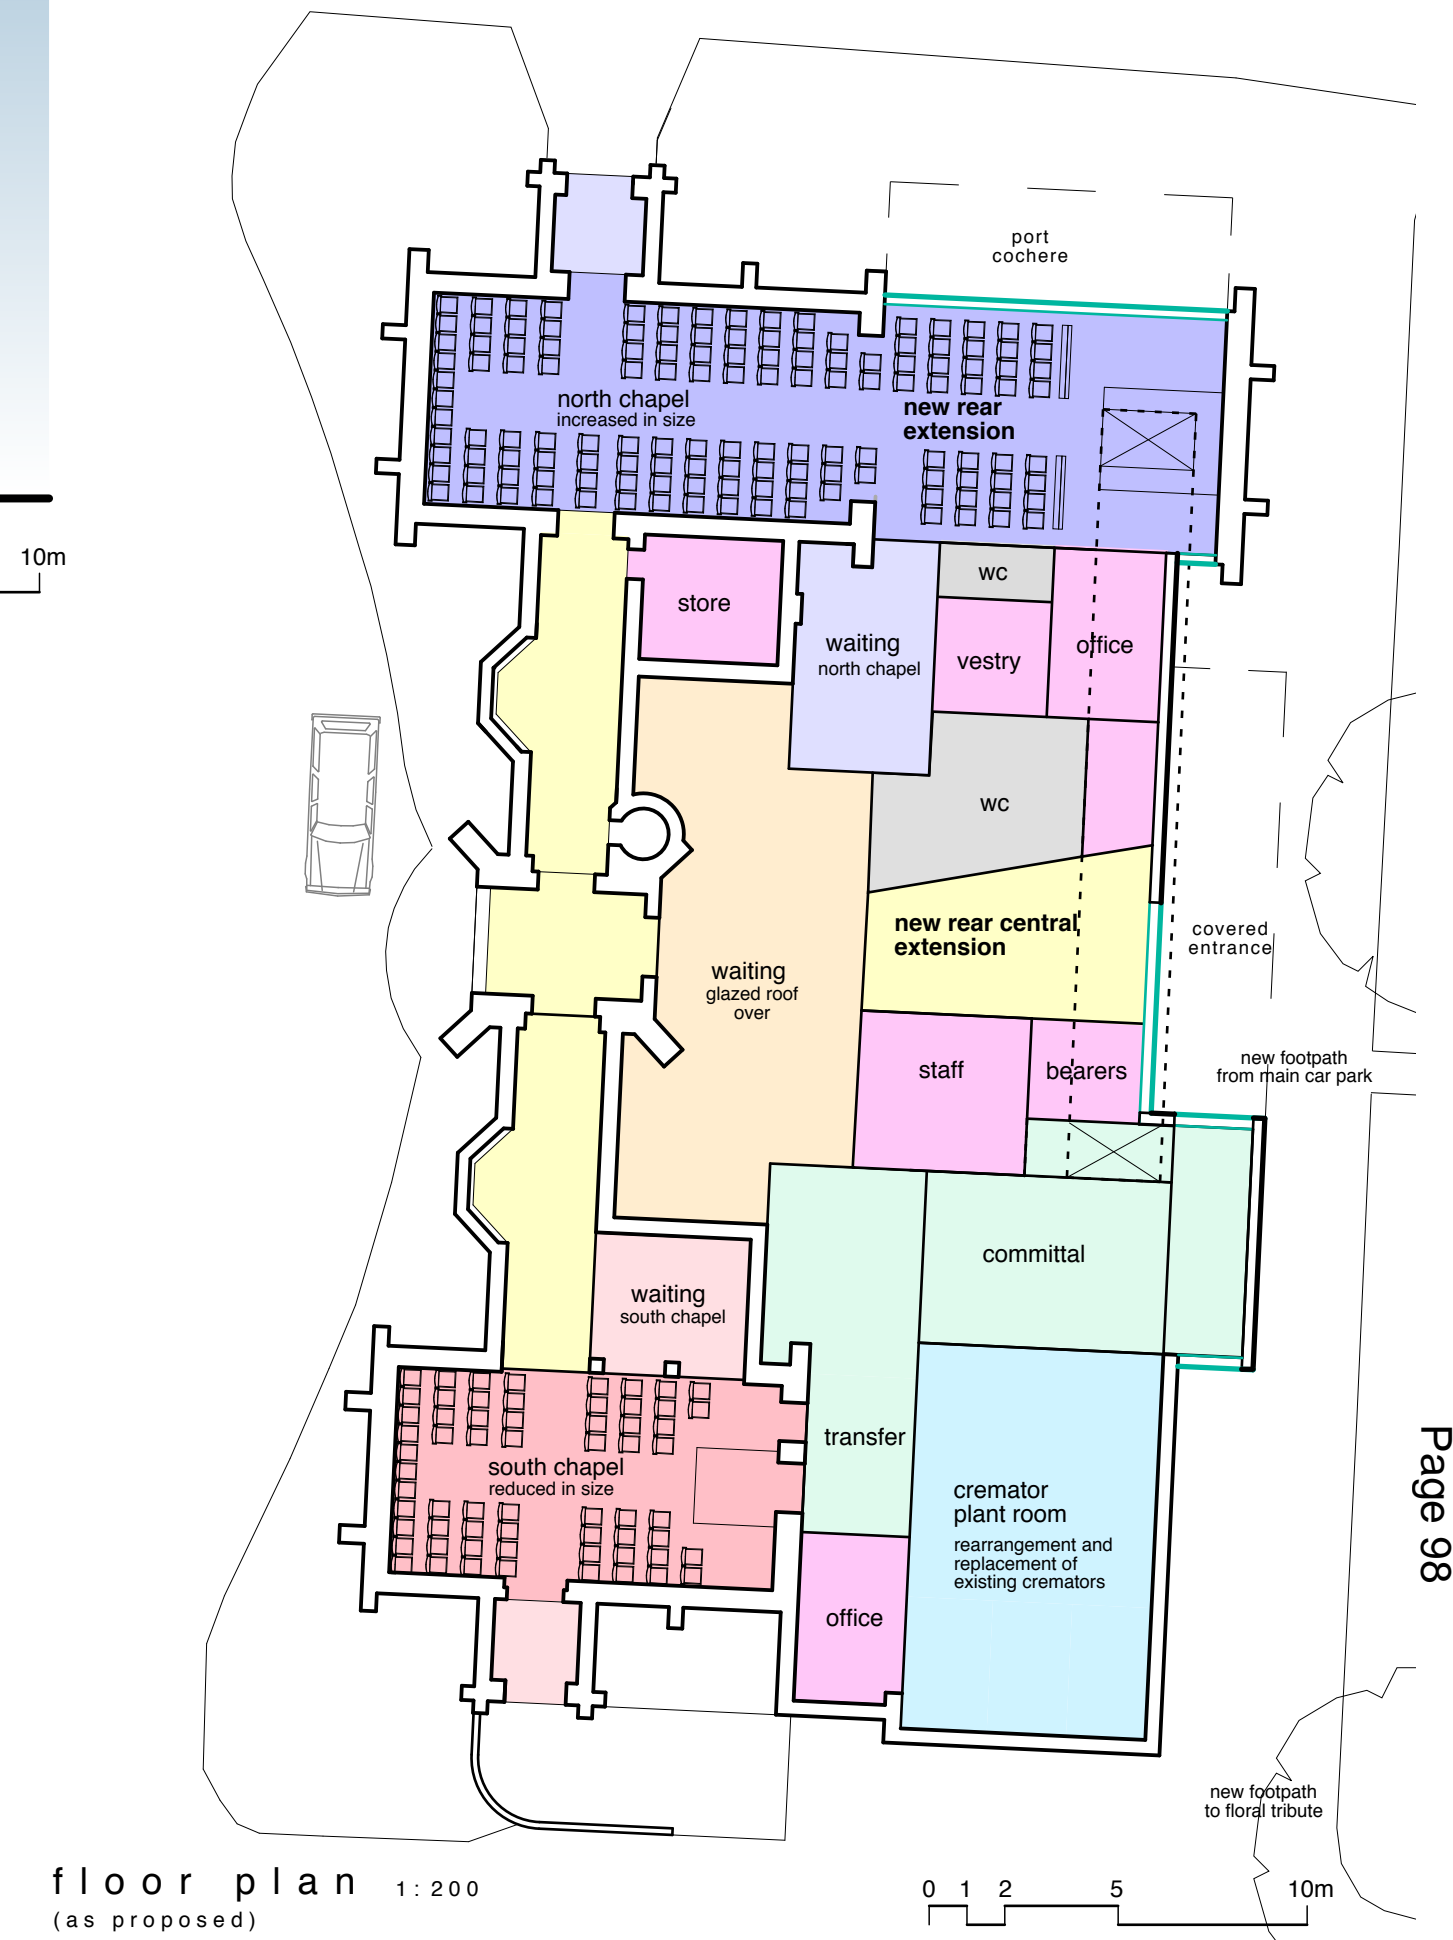 port
cochere
10m
north chapel
increased in size
new rear
extension
wc
store
waiting
north chapel
vestry
office
wc
new rear central
extension
covered
entrance
waiting
glazed roof
over
staff
bearers
new footpath
from main car park
committal
waiting
south chapel
transfer
south chapel
reduced in size
cremator
plant room
rearrangement and
replacement of
existing cremators
Page 98
office
new footpath
to floral tribute
floor plan 1:200
(as proposed)
0 1 2 5 10m